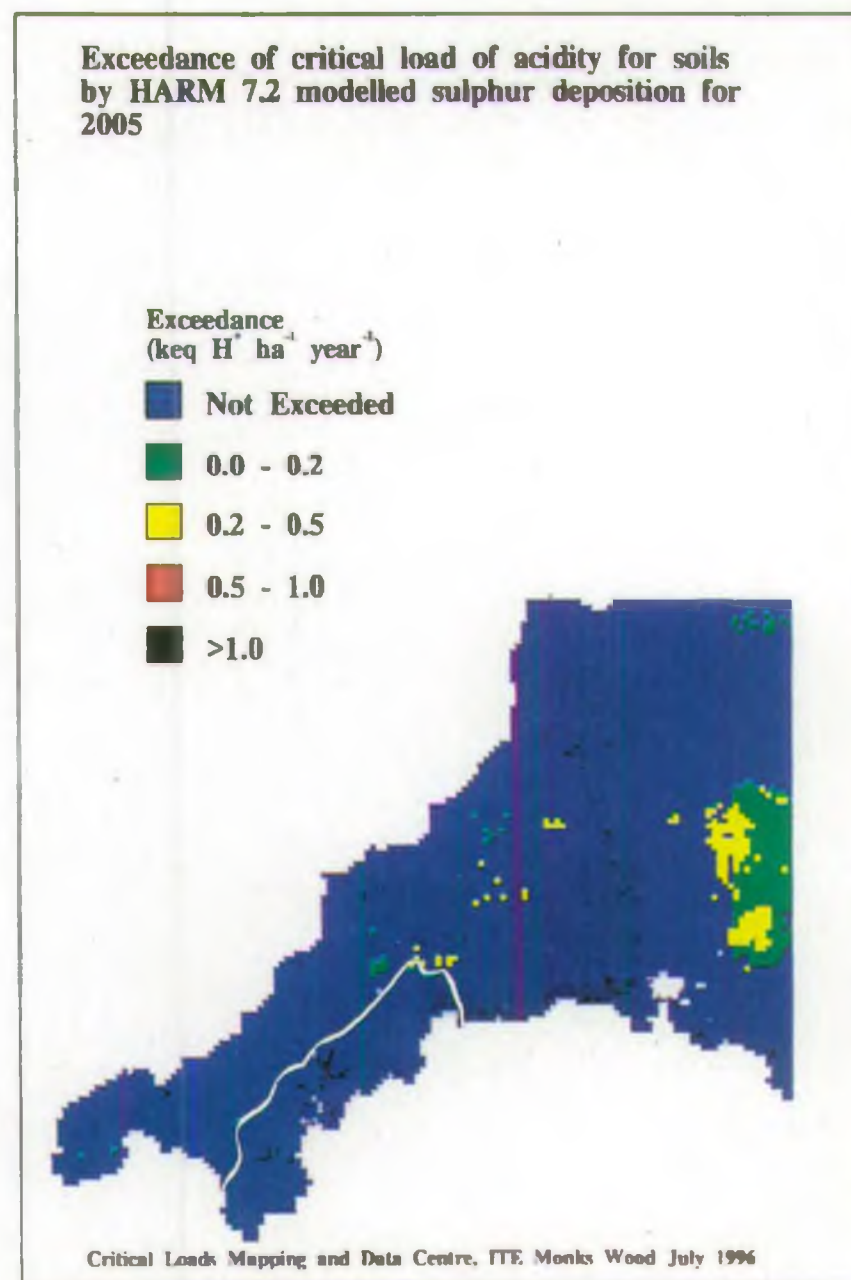 Exceedance of critical load of acidity for soils
by HARM 7.2 modelled sulphur deposition for
2005
Exceedance
(keq H⁺ ha⁻¹ year⁻¹)
Not Exceeded
0.0 - 0.2
0.2 - 0.5
0.5 - 1.0
>1.0
Critical Loads Mapping and Data Centre, ITE Monks Wood July 1996